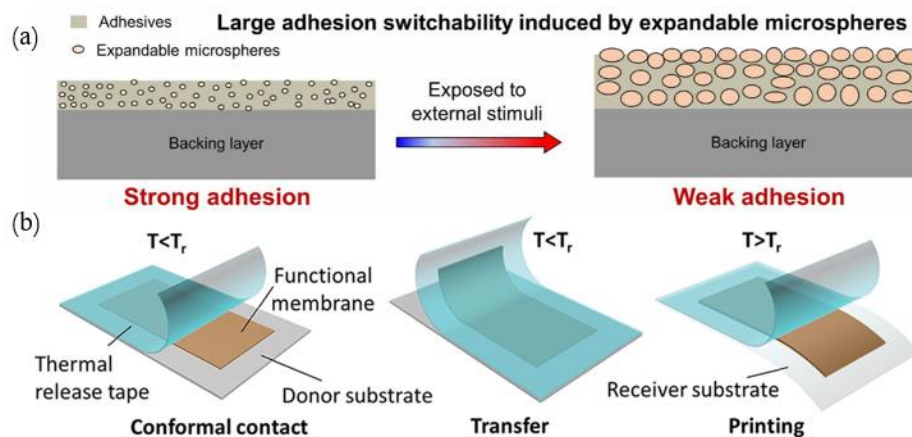 Large adhesion switchability induced by expandable microspheres
(a)
Adhesives
Expandable microspheres
Exposed to
external stimuli
Backing layer
Backing layer
Strong adhesion
Weak adhesion
(b)
T<Tr
T<Tr
T>Tr
Functional
membrane
Thermal
release tape
Donor substrate
Receiver substrate
Conformal contact
Transfer
Printing